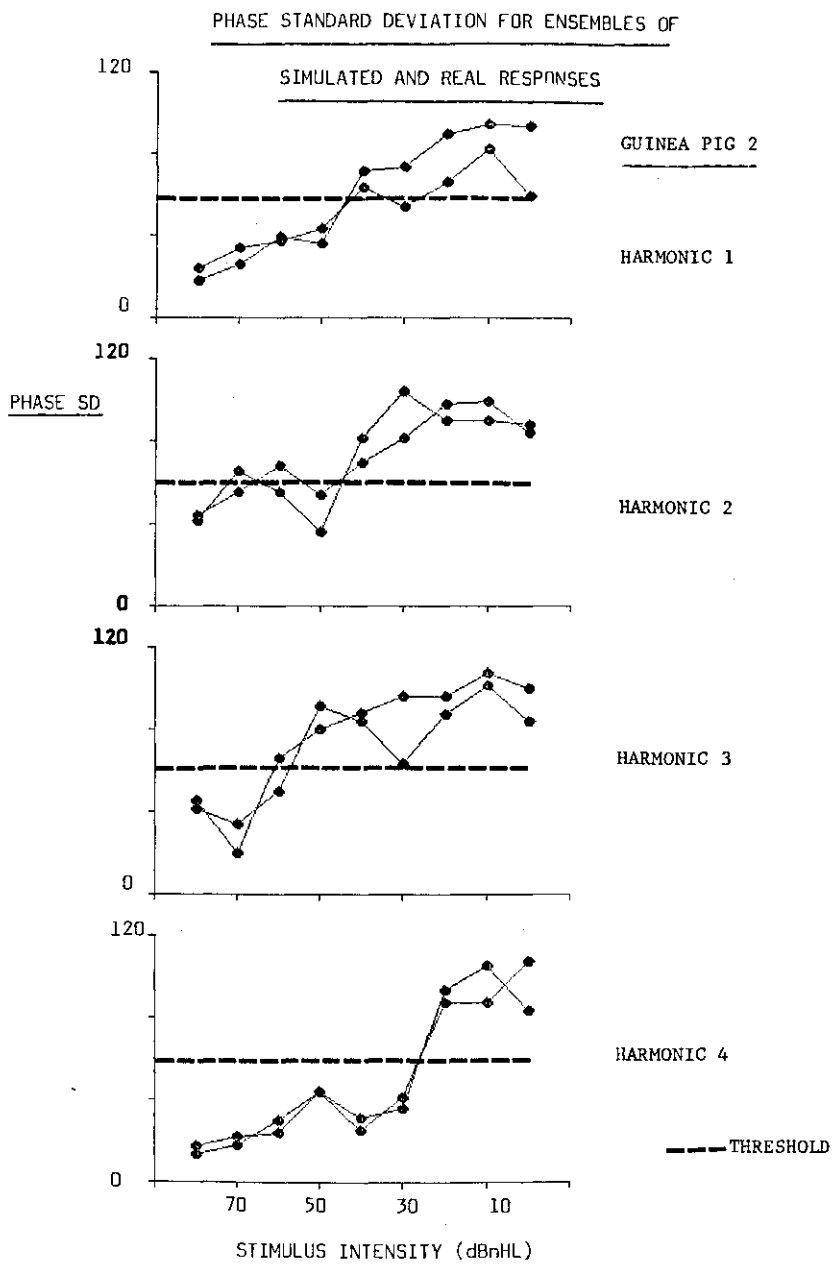 PHASE STANDARD DEVIATION FOR ENSEMBLES OF
SIMULATED AND REAL RESPONSES
120
GUINEA PIG 2
HARMONIC 1
0
120
PHASE SD
HARMONIC 2
0
120
HARMONIC 3
0
120
HARMONIC 4
THRESHOLD
0
70 50 30 10
STIMULUS INTENSITY (dBnHL)